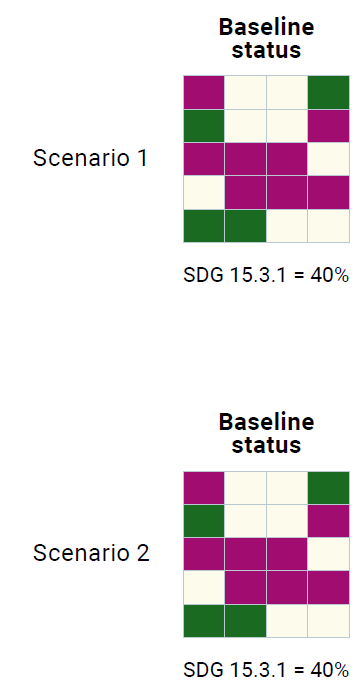 Baseline
status
Scenario 1
SDG 15.3.1 = 40%
Baseline
status
Scenario 2
SDG 15.3.1 = 40%